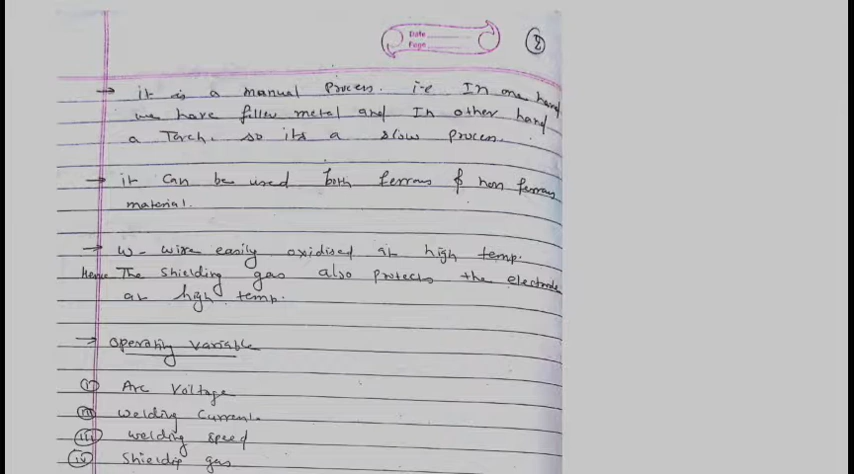 Date
Page
2
→ it is a manual Process. i.e In one hand
we have filler metal and In other hand
a Torch. so its a slow process.
→ it can be used both ferrous & non ferrous
material.
→ W- wire easily oxidised at high temp.
Hence The Shielding gas also protects the electrode
at high temp.
→ Operating variable
(i) Arc Voltage
(ii) welding Current.
(iii) welding speed
(iv) Shielding gas